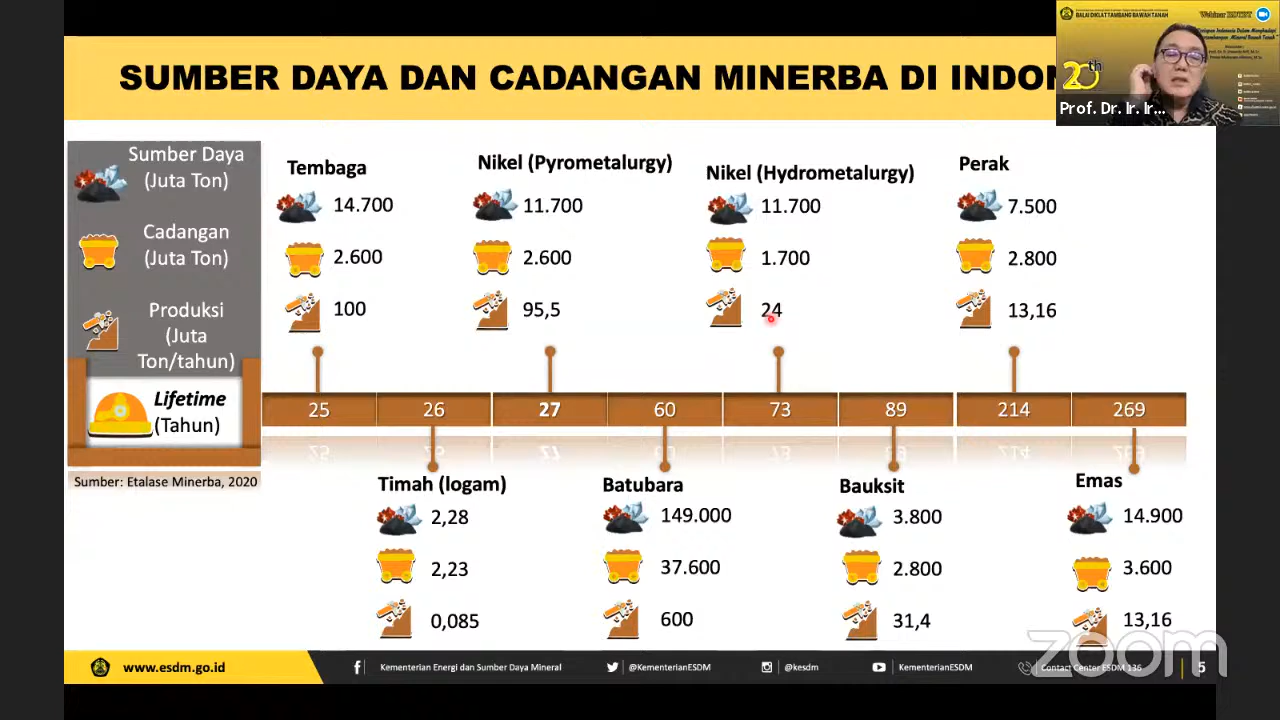 SUMBER DAYA DAN CADANGAN MINERBA DI INDON
BALAI DIKLAT TAMBANG BAWAH TANAH
20th
Prof. Dr. Ir. Ir...
Sumber Daya
(Juta Ton)
Cadangan
(Juta Ton)
Produksi
(Juta
Ton/tahun)
Lifetime
(Tahun)
Sumber: Etalase Minerba, 2020
Tembaga
14.700
2.600
100
Nikel (Pyrometalurgy)
11.700
2.600
95,5
Nikel (Hydrometalurgy)
11.700
1.700
24
Perak
7.500
2.800
13,16
25 26 27 60 73 89 214 269
Timah (logam)
2,28
2,23
0,085
Batubara
149.000
37.600
600
Bauksit
3.800
2.800
31,4
Emas
14.900
3.600
13,16
www.esdm.go.id
Kementerian Energi dan Sumber Daya Mineral
@KementerianESDM
@kesdm
KementerianESDM
Contact Center ESDM 136
5
zoom